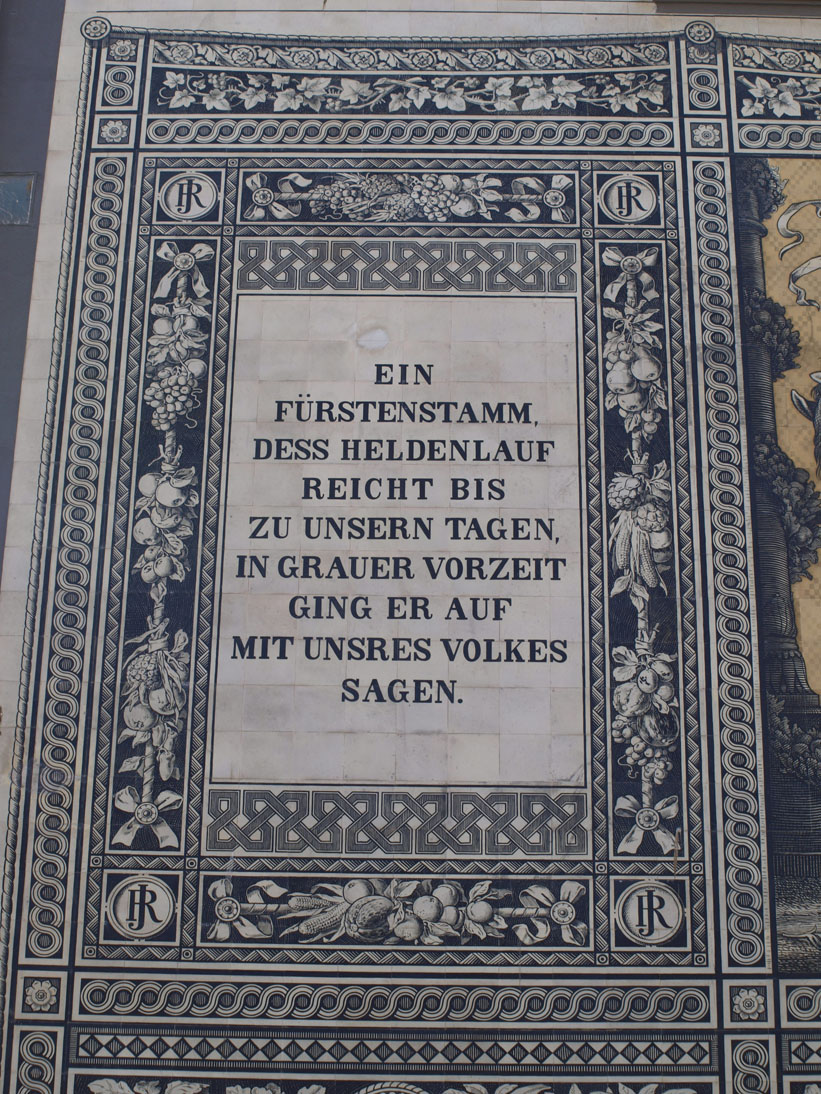 EIN
FÜRSTENSTAMM,
DESS HELDENLAUF
REICHT BIS
ZU UNSERN TAGEN,
IN GRAUER VORZEIT
GING ER AUF
MIT UNSRES VOLKES
SAGEN.